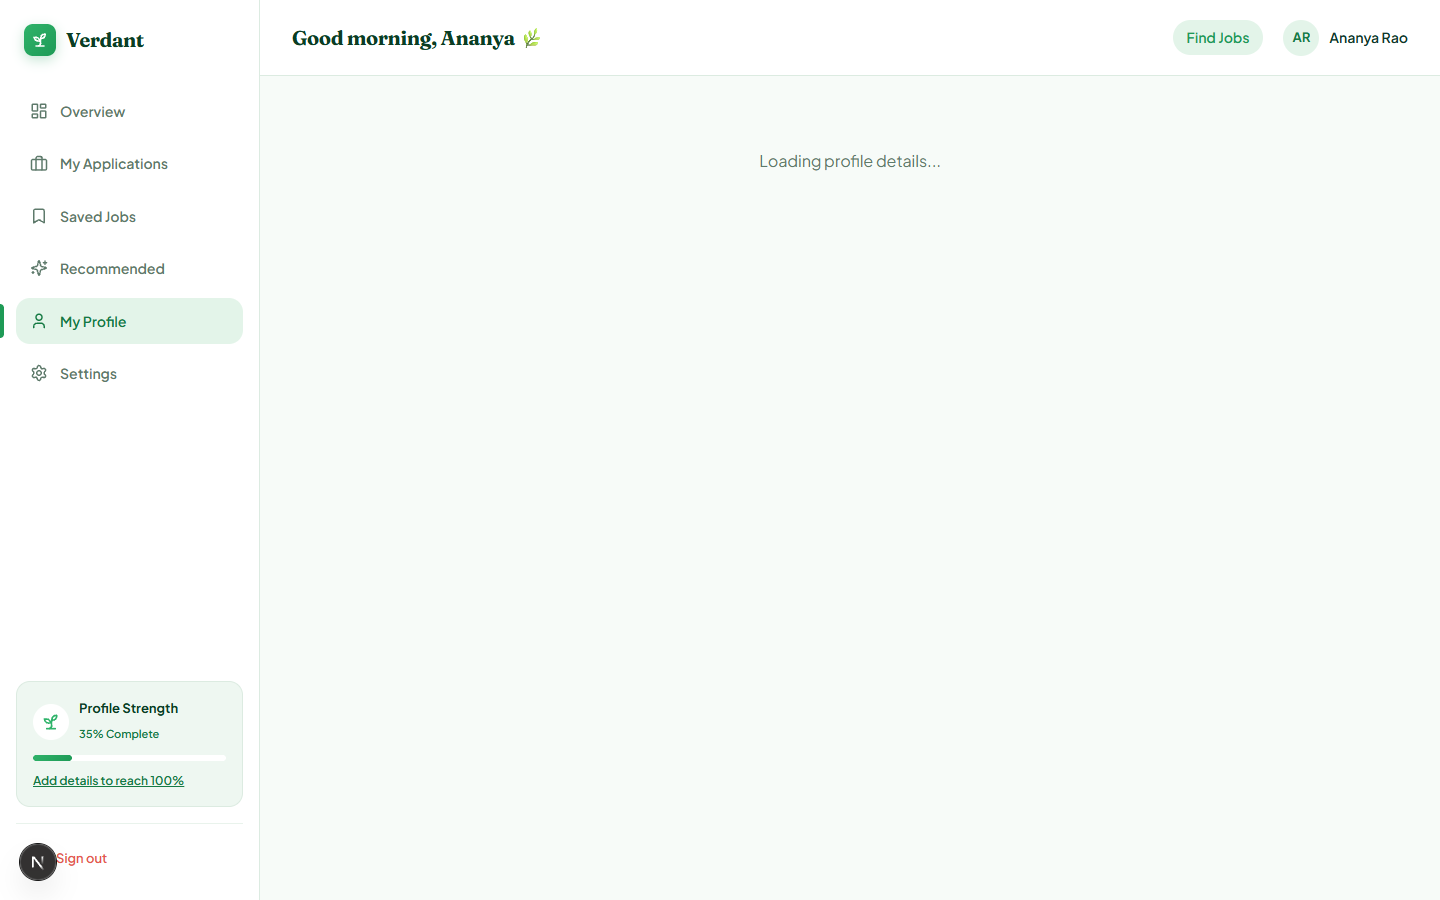 Verdant
Overview
My Applications
Saved Jobs
Recommended
My Profile
Settings
Profile Strength
35% Complete
Add details to reach 100%
N
Sign out
Good morning, Ananya 🌿
Find Jobs
AR
Ananya Rao
Loading profile details...